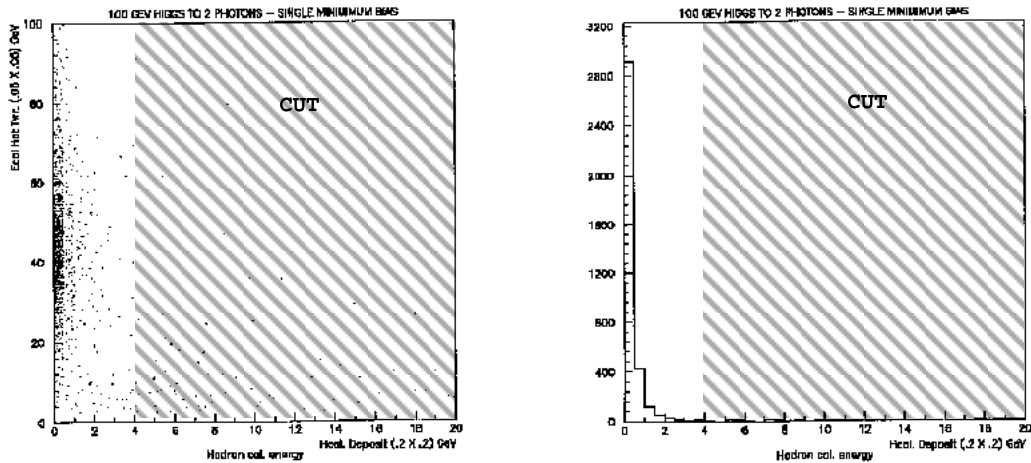 100 GEV HIGGS TO 2 PHOTONS — SINGLE MINIMUM BIAS
Ecal Hot Twr. (.05 X .05) GeV
100
80
60
40
20
0
CUT
0 2 4 6 8 10 12 14 16 18 20
Hcal. Deposit (.2 X .2) GeV
Hadron cal. energy
100 GEV HIGGS TO 2 PHOTONS — SINGLE MINIMUM BIAS
3200
2800
2400
2000
1600
1200
800
400
0
CUT
0 2 4 6 8 10 12 14 16 18 20
Hcal. Deposit (.2 X .2) GeV
Hadron cal. energy